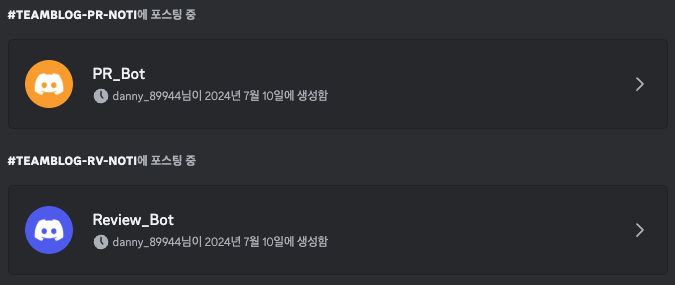 #TEAMBLOG-PR-NOTI에 포스팅 중
PR_Bot
danny_89944님이 2024년 7월 10일에 생성함
#TEAMBLOG-RV-NOTI에 포스팅 중
Review_Bot
danny_89944님이 2024년 7월 10일에 생성함